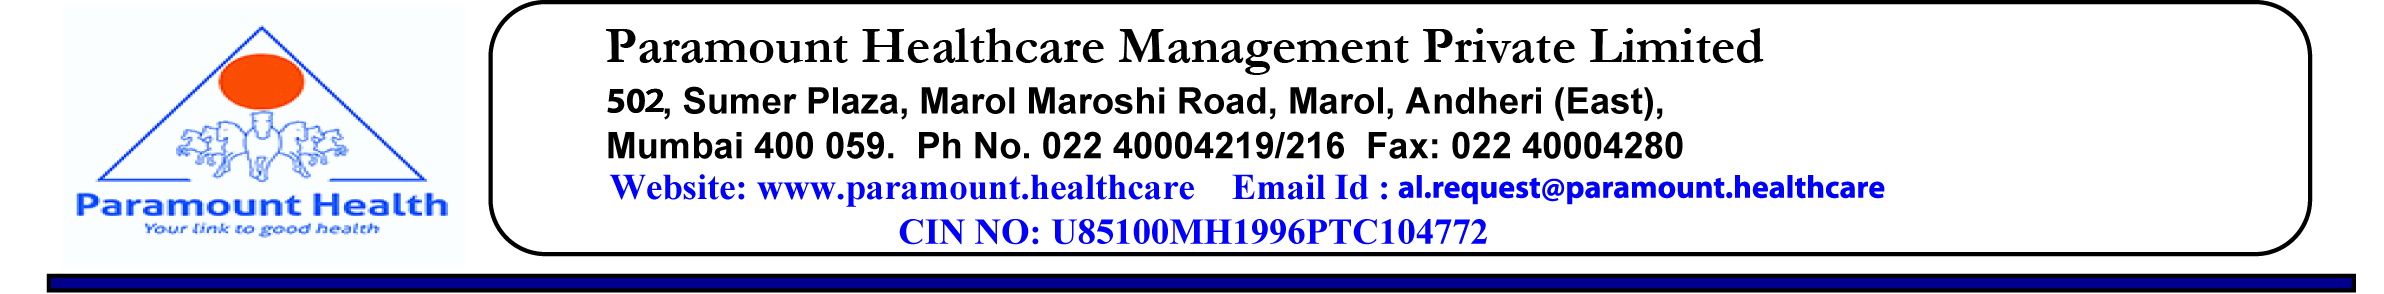 Paramount Health
Your link to good health
Paramount Healthcare Management Private Limited
502, Sumer Plaza, Marol Maroshi Road, Marol, Andheri (East),
Mumbai 400 059.  Ph No. 022 40004219/216  Fax: 022 40004280
Website: www.paramount.healthcare    Email Id : al.request@paramount.healthcare
CIN NO: U85100MH1996PTC104772